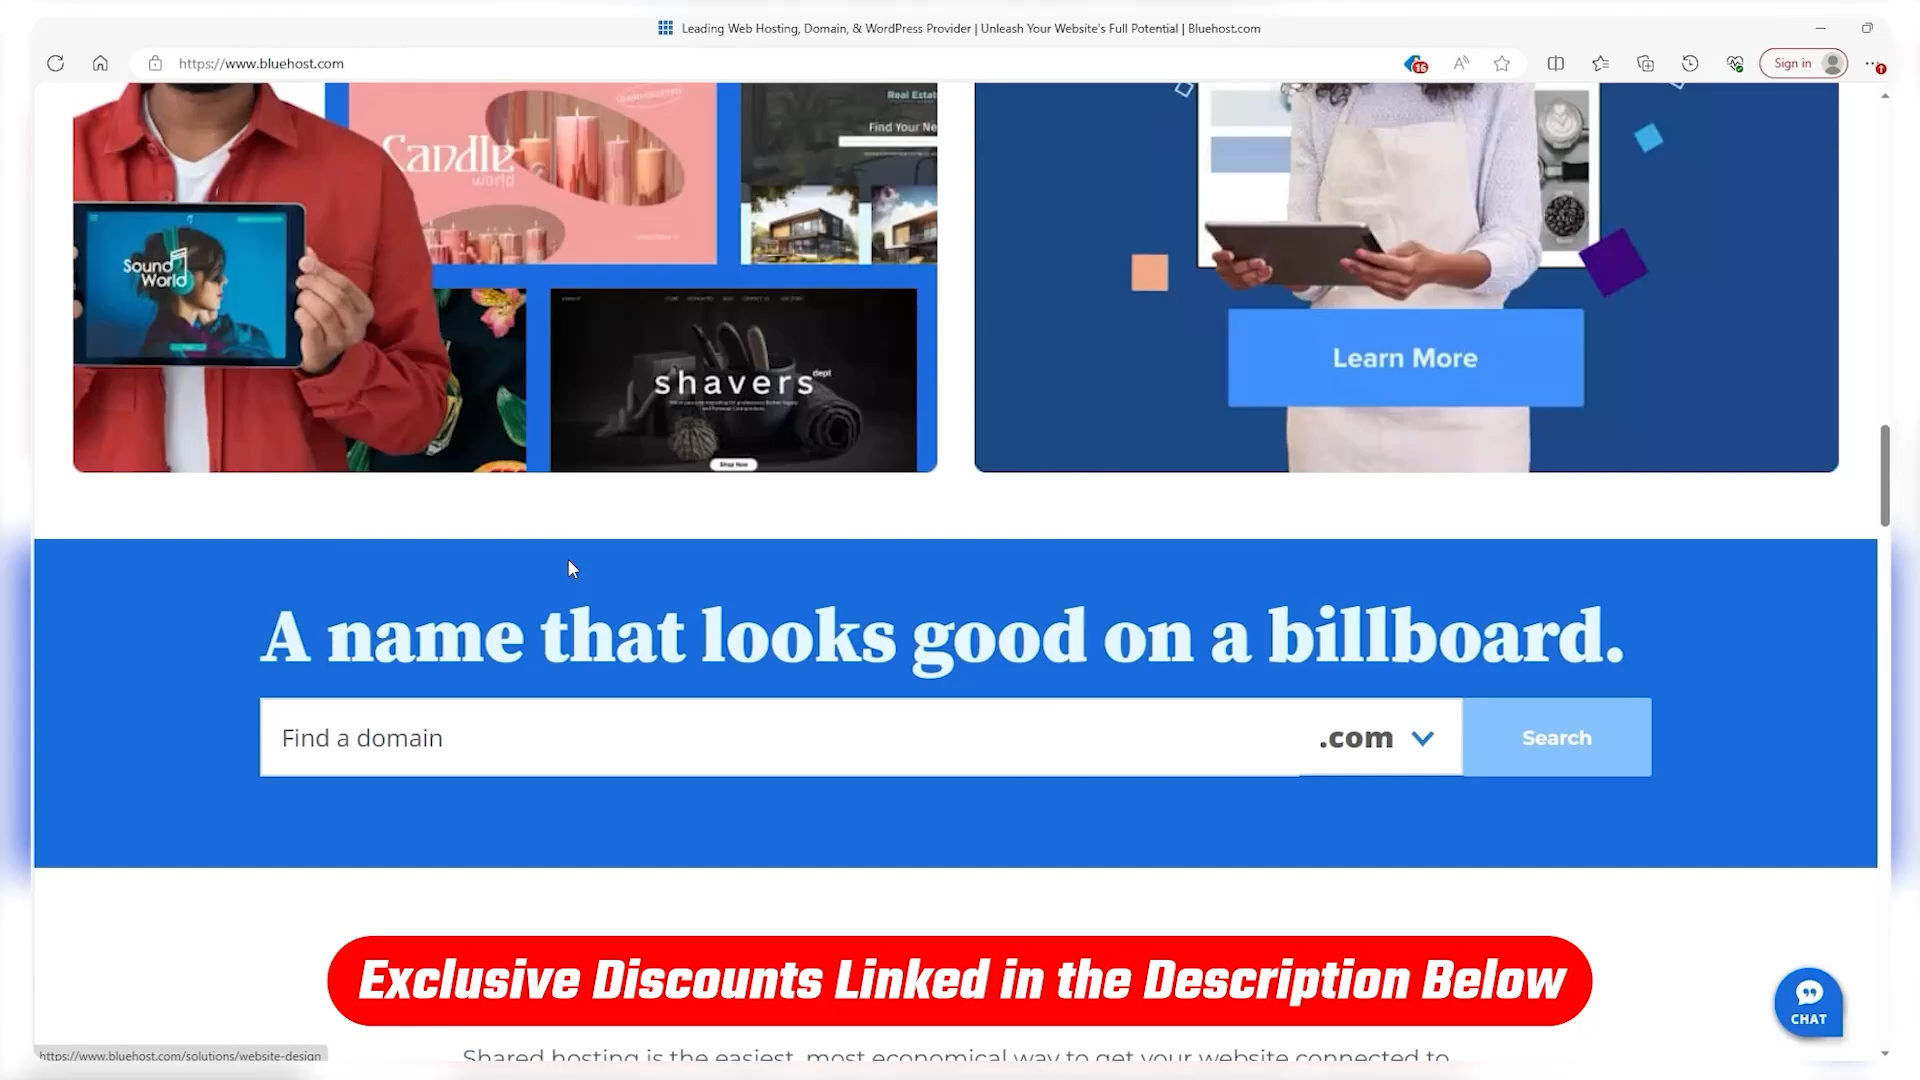 Leading Web Hosting, Domain, & WordPress Provider | Unleash Your Website's Full Potential | Bluehost.com
https://www.bluehost.com
16
Sign in
Candle
world
Real Estat
Find Your Ne
Sound
World
shavers
dept
Shop Now
Learn More
A name that looks good on a billboard.
Find a domain
.com
Search
Exclusive Discounts Linked in the Description Below
CHAT
https://www.bluehost.com/solutions/website-design
Shared hosting is the easiest, most economical way to get your website connected to